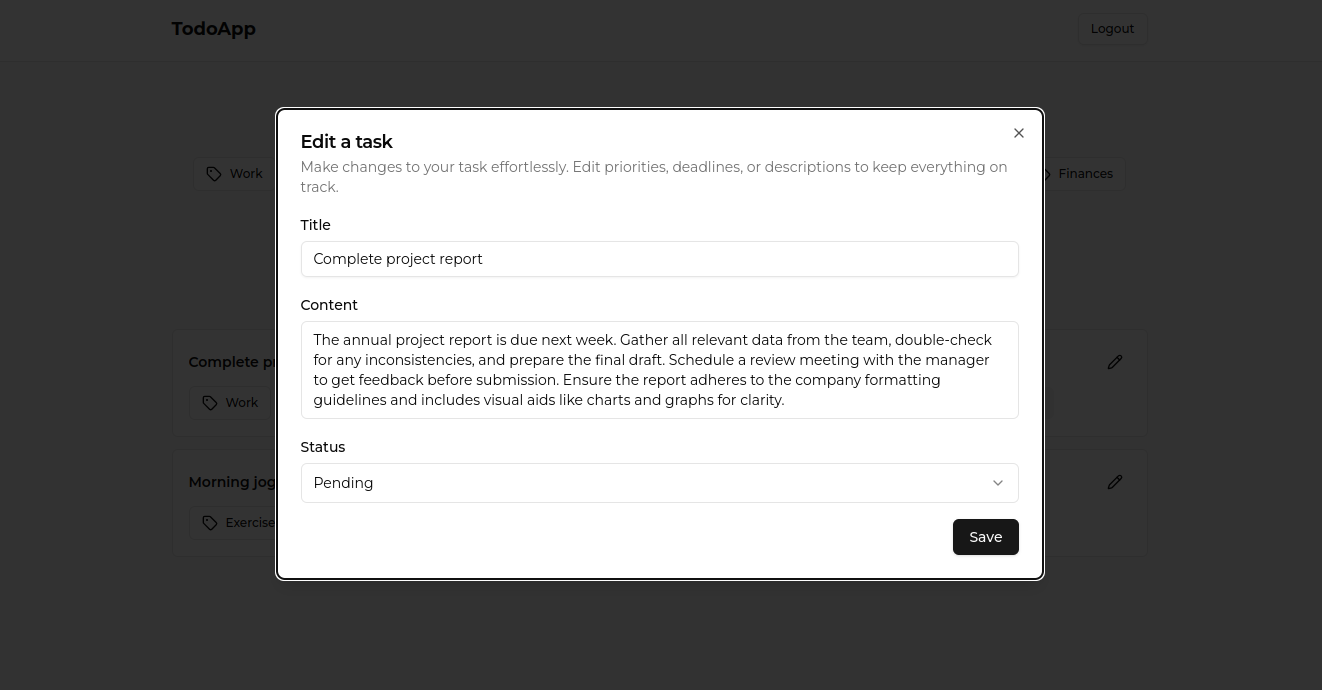 TodoApp
Logout
Work
Finances
Edit a task
Make changes to your task effortlessly. Edit priorities, deadlines, or descriptions to keep everything on
track.
Title
Complete project report
Content
The annual project report is due next week. Gather all relevant data from the team, double-check
for any inconsistencies, and prepare the final draft. Schedule a review meeting with the manager
to get feedback before submission. Ensure the report adheres to the company formatting
guidelines and includes visual aids like charts and graphs for clarity.
Status
Pending
Save
Complete pr
Work
Morning jog
Exercise